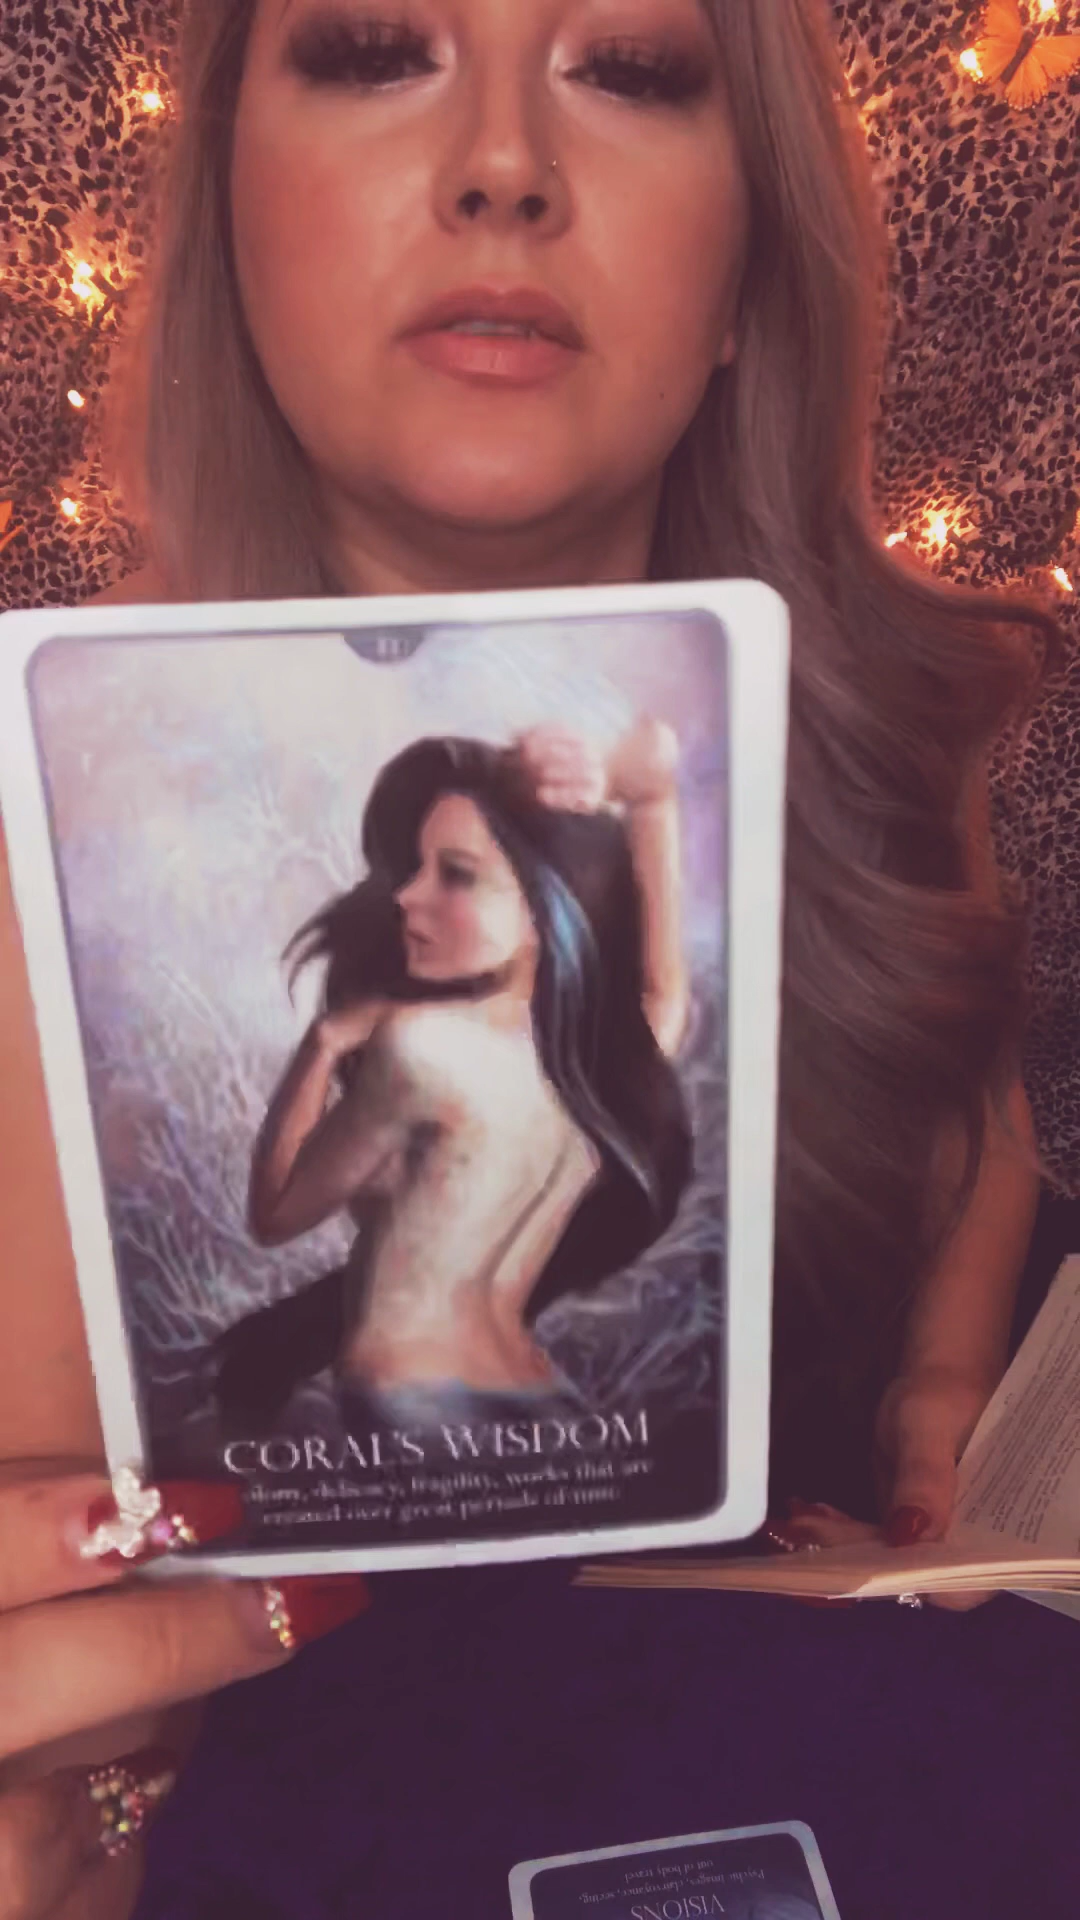 III
CORAL'S WISDOM
delicacy, fragility, works that are
created over great periods of time
VISIONS
Psychic images, clairvoyance, seeing,
out of body travel